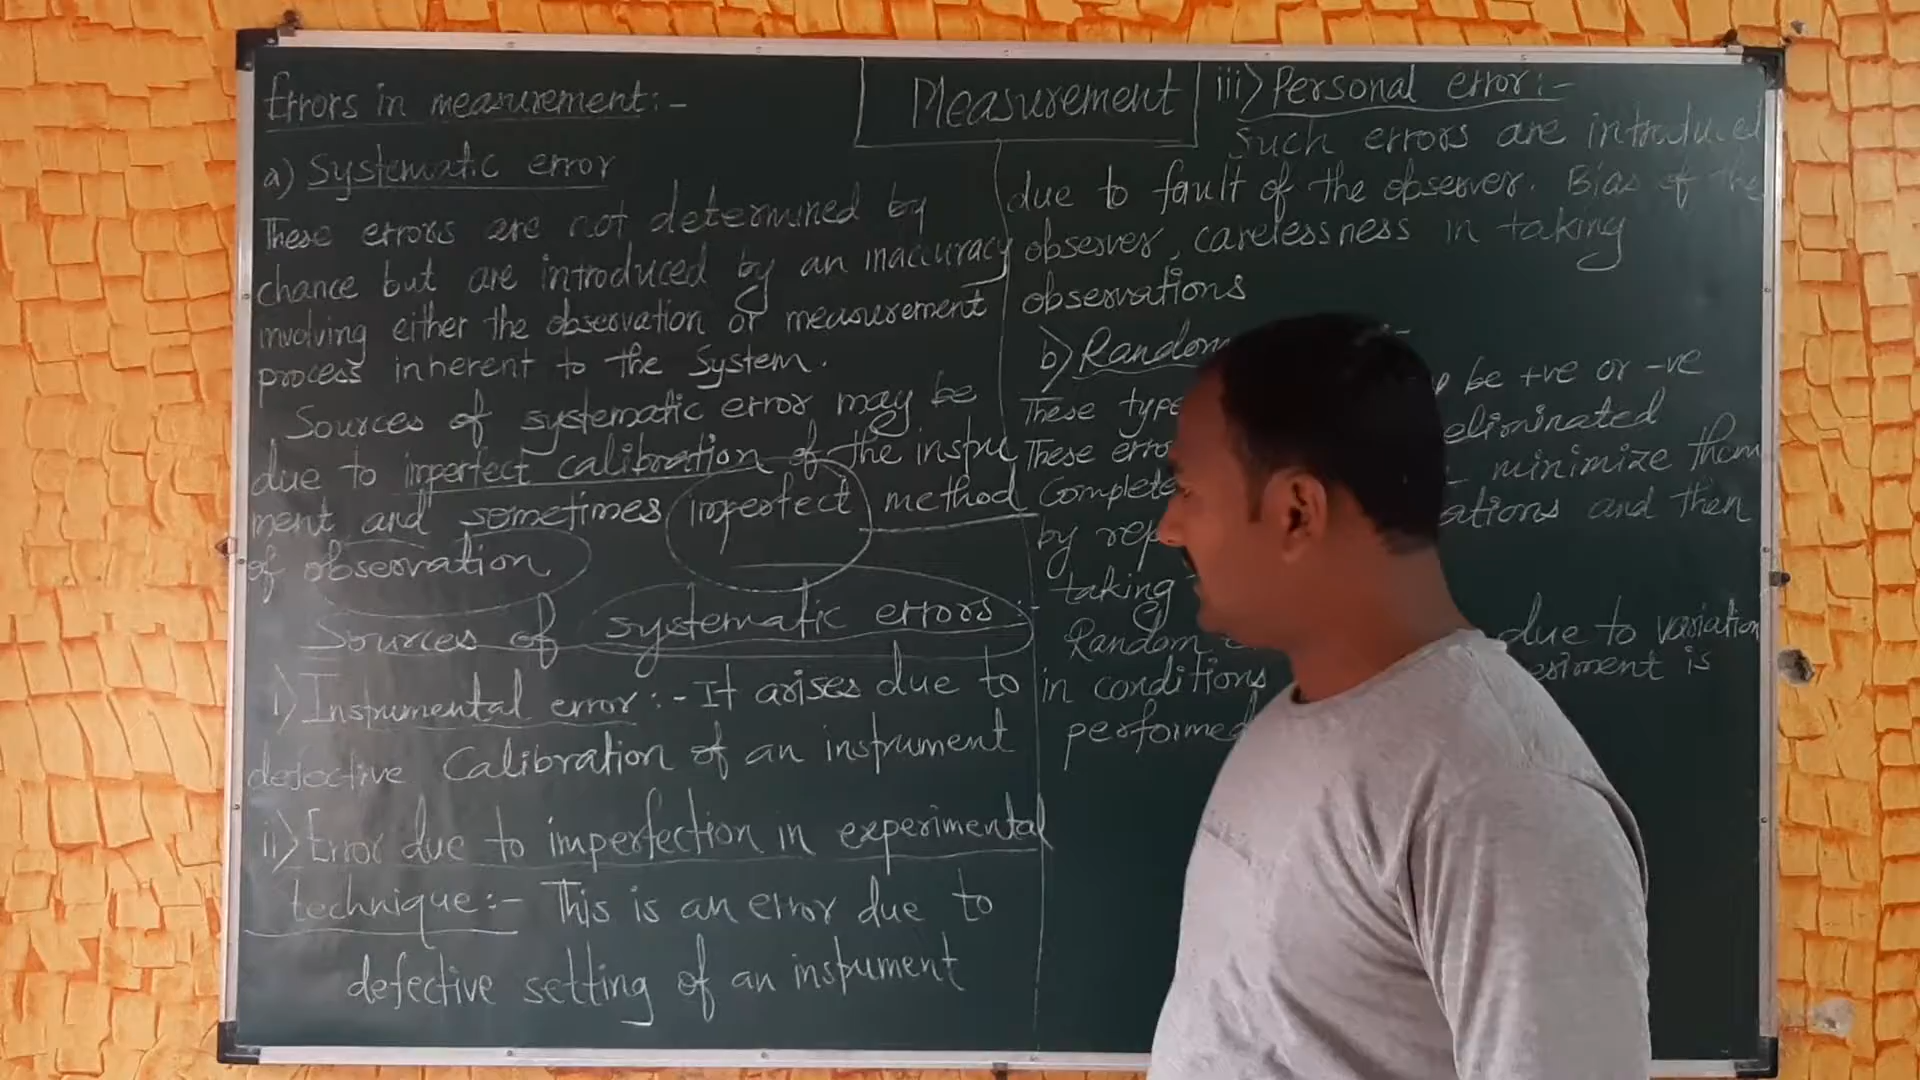 Measurement
Errors in measurement:-
a) Systematic error
These errors are not determined by
chance but are introduced by an inaccuracy
involving either the observation or measurement
process inherent to the System.
Sources of systematic error may be
due to imperfect calibration of the instru
ment and sometimes imperfect method
of observation
Sources of systematic errors:-
i) Instrumental error:- It arises due to
defective Calibration of an instrument
ii) Error due to imperfection in experimental
technique:- This is an error due to
defective setting of an instrument
iii) Personal error:-
Such errors are introduced
due to fault of the observer. Bias of the
observer, carelessness in taking
observations
b) Random
These type be +ve or -ve
These erro eliminated
Complete minimize them
by rep ations and then
taking
Random due to variation
in conditions eriment is
performed